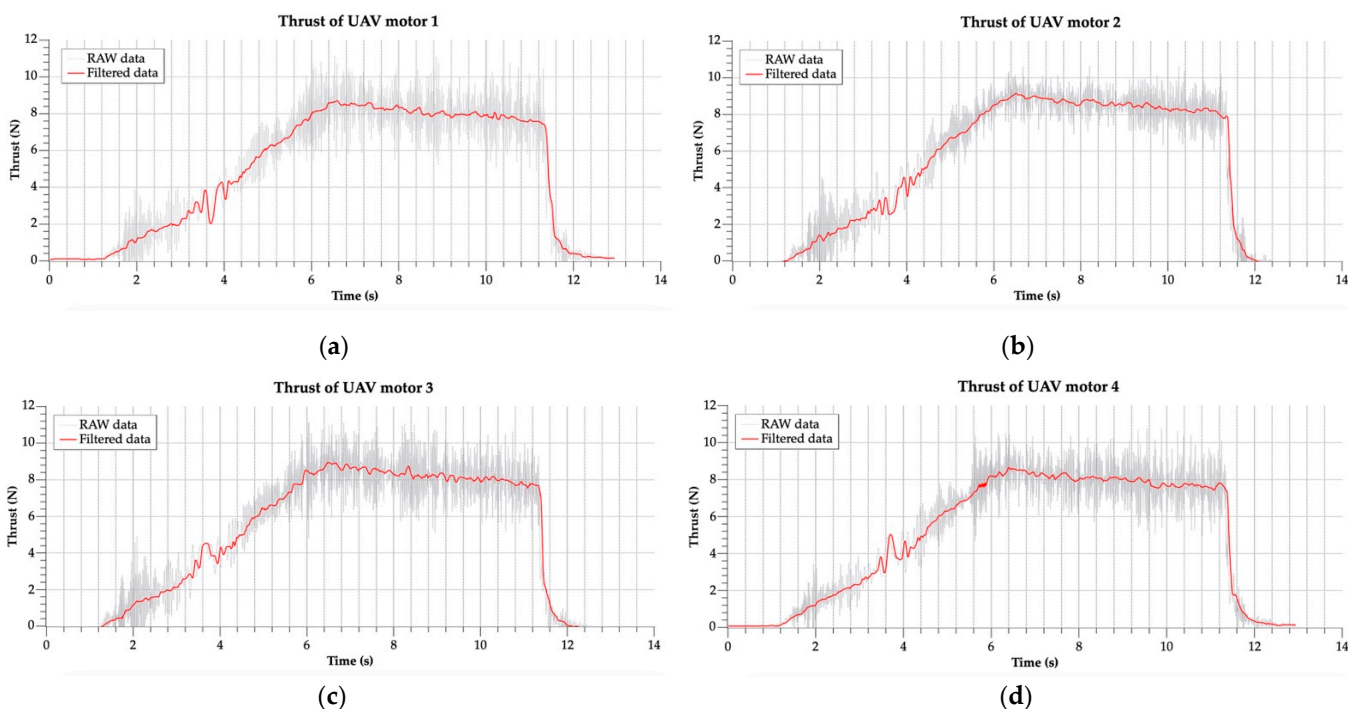 Thrust of UAV motor 1
12
10
8
6
4
2
0
Thrust (N)
RAW data
Filtered data
0 2 4 6 8 10 12 14
Time (s)
(a)
Thrust of UAV motor 2
12
10
8
6
4
2
0
Thrust (N)
RAW data
Filtered data
0 2 4 6 8 10 12 14
Time (s)
(b)
Thrust of UAV motor 3
12
10
8
6
4
2
0
Thrust (N)
RAW data
Filtered data
0 2 4 6 8 10 12 14
Time (s)
(c)
Thrust of UAV motor 4
12
10
8
6
4
2
0
Thrust (N)
RAW data
Filtered data
0 2 4 6 8 10 12 14
Time (s)
(d)